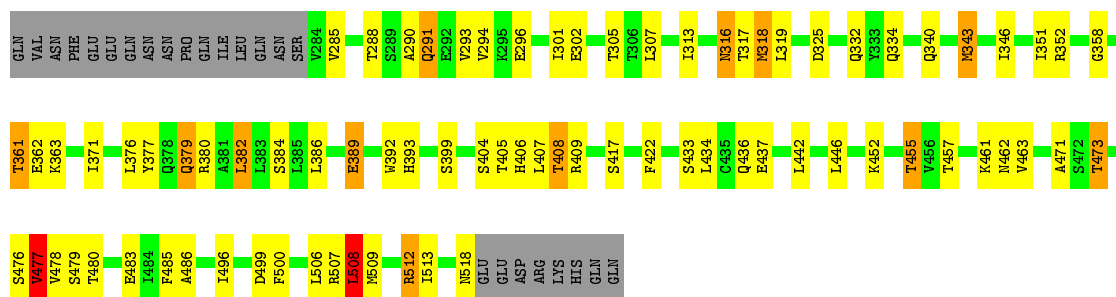 GLN VAL ASN PHE GLU GLU GLN ASN ASN PRO GLN ILE LEU GLN ASN SER V284 V285 T288 S289 A290 Q291 E292 V293 V294 K295 E296 I301 E302 T305 T306 L307 I313 N316 T317 M318 L319 D325 Q332 Y333 Q334 Q340 M343 I346 I351 R352 G358
T361 E362 K363 I371 L376 Y377 Q378 Q379 R380 A381 L382 L383 S384 L385 L386 E389 W392 H393 S399 S404 T405 H406 L407 T408 R409 S417 F422 S433 L434 C435 Q436 E437 L442 L446 K452 T455 V456 T457 K461 N462 V463 A471 S472 T473
S476 V477 V478 S479 T480 E483 I484 F485 A486 I496 D499 F500 L506 R507 L508 M509 R512 I513 N518 GLU GLU ASP ARG LYS HIS GLN GLN